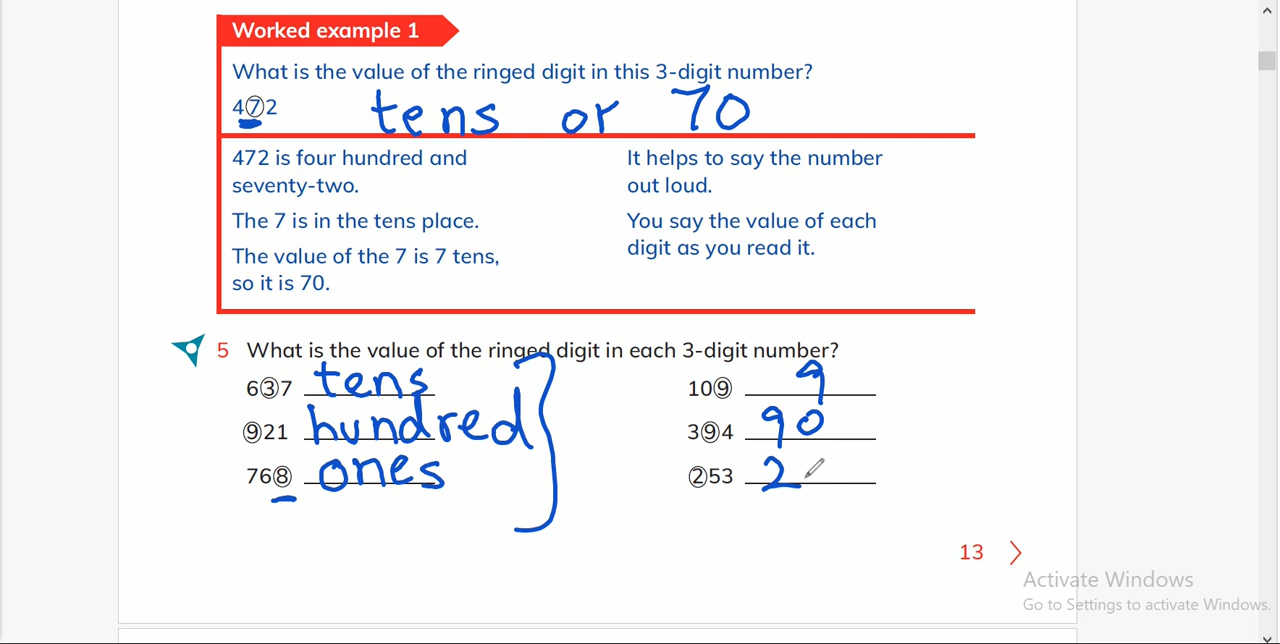 Worked example 1
What is the value of the ringed digit in this 3-digit number?
4⑦2 tens or 70
472 is four hundred and
seventy-two.
The 7 is in the tens place.
The value of the 7 is 7 tens,
so it is 70.
It helps to say the number
out loud.
You say the value of each
digit as you read it.
5 What is the value of the ringed digit in each 3-digit number?
6③7 tens
⑨21 hundred
76⑧ ones
10⑨ 9
3⑨4 90
②53 2
13
Activate Windows
Go to Settings to activate Windows.